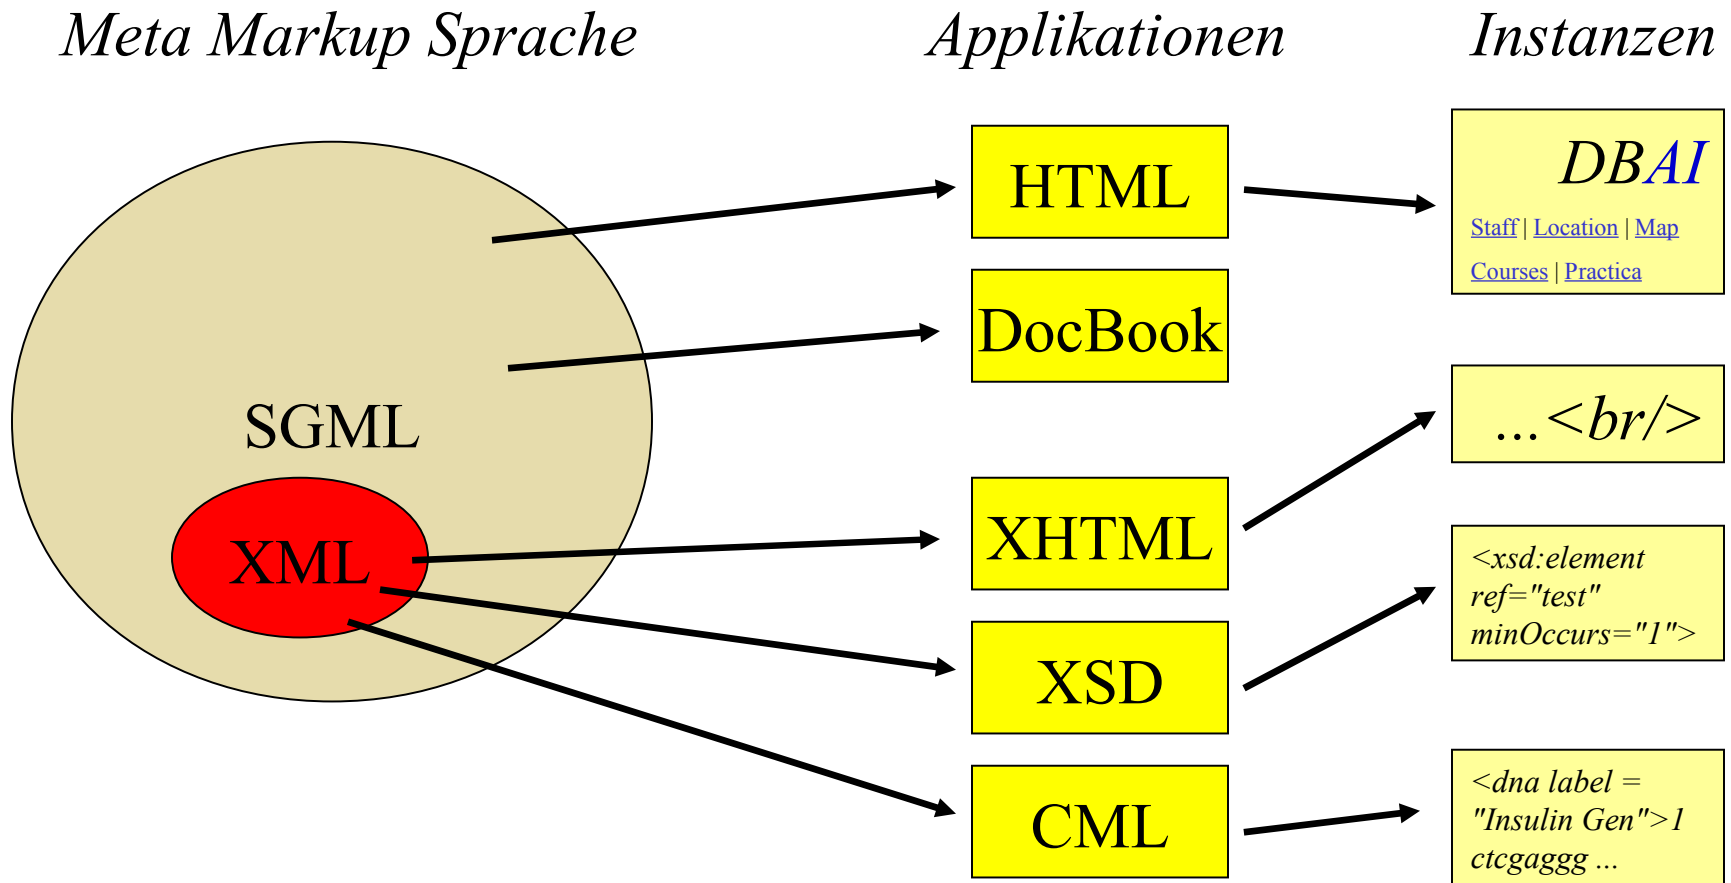 Meta Markup Sprache
Applikationen
Instanzen
SGML
XML
HTML
DocBook
XHTML
XSD
CML
DBAI
Staff | Location | Map
Courses | Practica
...<br/>
<xsd:element
ref="test"
minOccurs="1">
<dna label =
"Insulin Gen">1
ctcgaggg ...